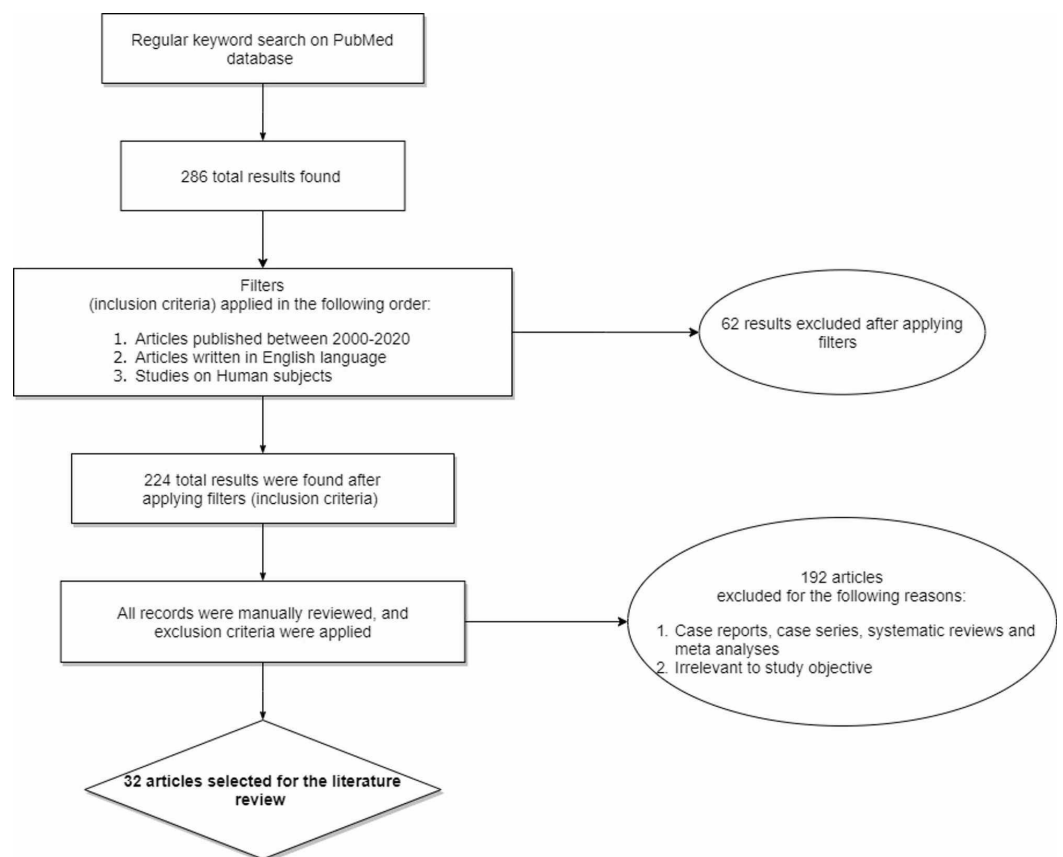 Regular keyword search on PubMed
database
286 total results found
Filters
(inclusion criteria) applied in the following order:
1. Articles published between 2000-2020
2. Articles written in English language
3. Studies on Human subjects
62 results excluded after applying
filters
224 total results were found after
applying filters (inclusion criteria)
All records were manually reviewed, and
exclusion criteria were applied
192 articles
excluded for the following reasons:
1. Case reports, case series, systematic reviews and
meta analyses
2. Irrelevant to study objective
32 articles selected for the literature
review